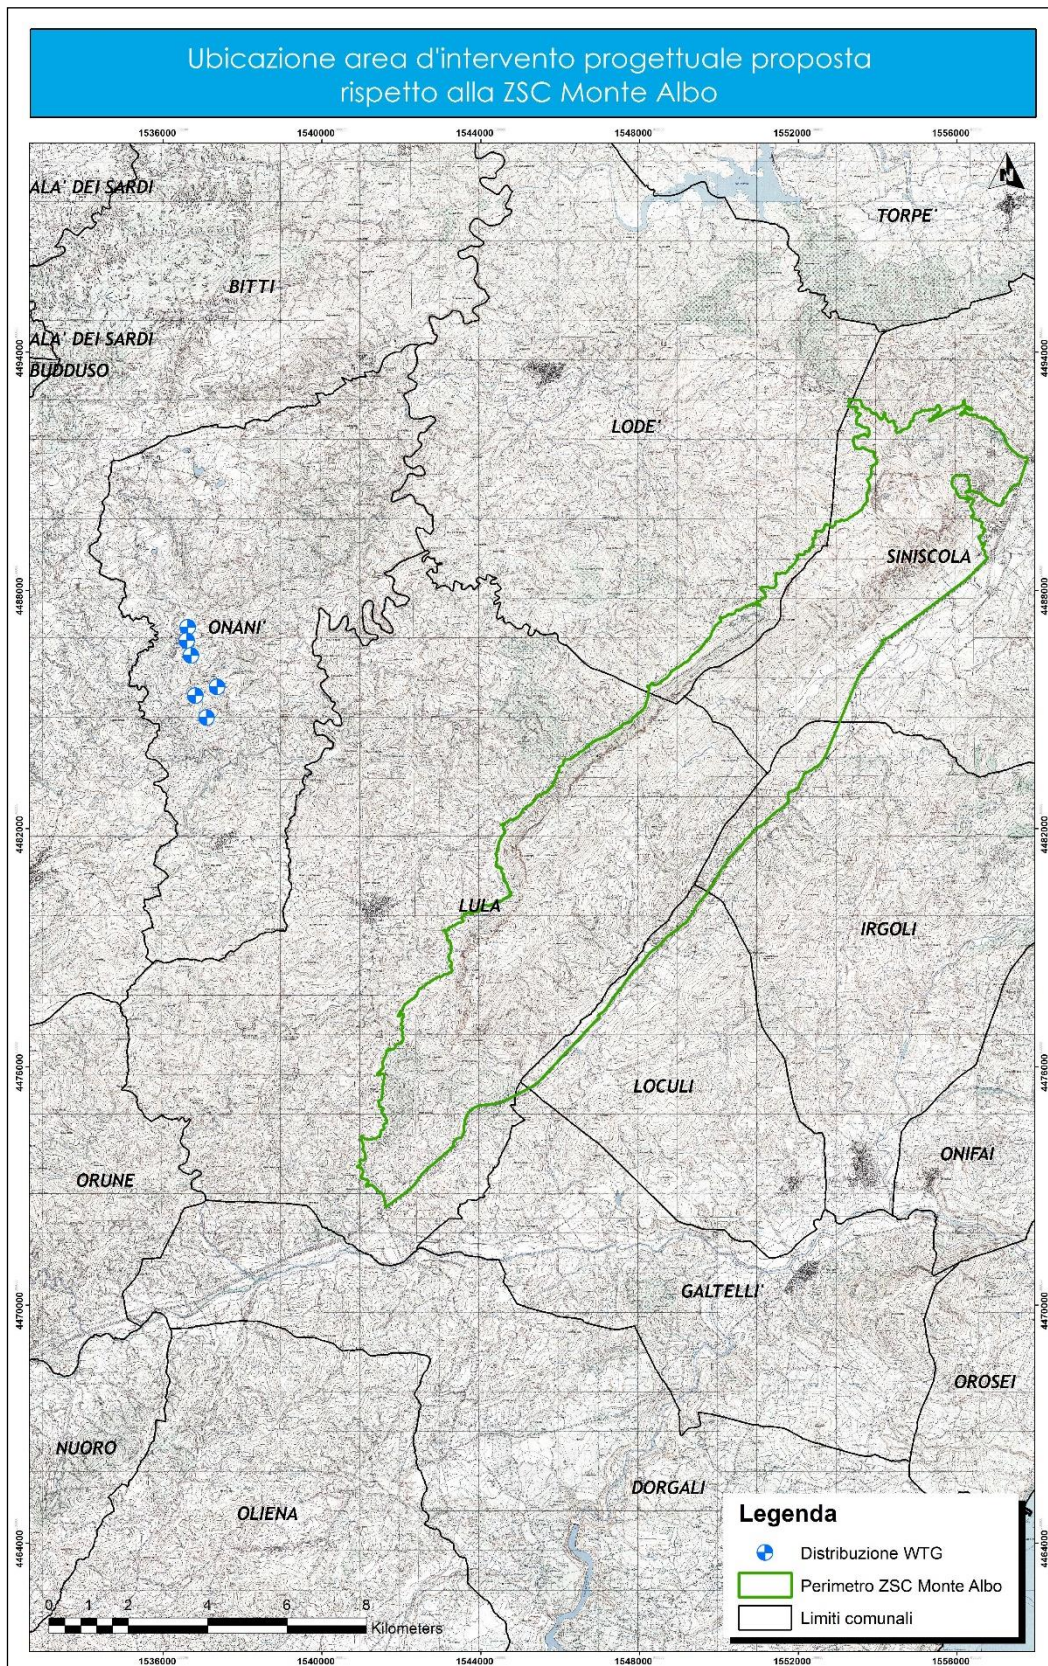 Ubicazione area d'intervento progettuale proposta
rispetto alla ZSC Monte Albo
1536000 1540000 1544000 1548000 1552000 1556000
N
ALA' DEI SARDI
TORPE'
BITTI
ALA' DEI SARDI
BUDDUSO
4494000 4494000
LODE'
SINISCOLA
4488000 4488000
ONANI'
4482000 4482000
LULA
IRGOLI
4476000 4476000
LOCULI
ONIFAI
ORUNE
GALTELLI'
4470000 4470000
OROSEI
NUORO
DORGALI
OLIENA
Legenda
4464000 4464000
Distribuzione WTG
Perimetro ZSC Monte Albo
Limiti comunali
0 1 2 4 6 8
Kilometers
1536000 1540000 1544000 1548000 1552000 1556000